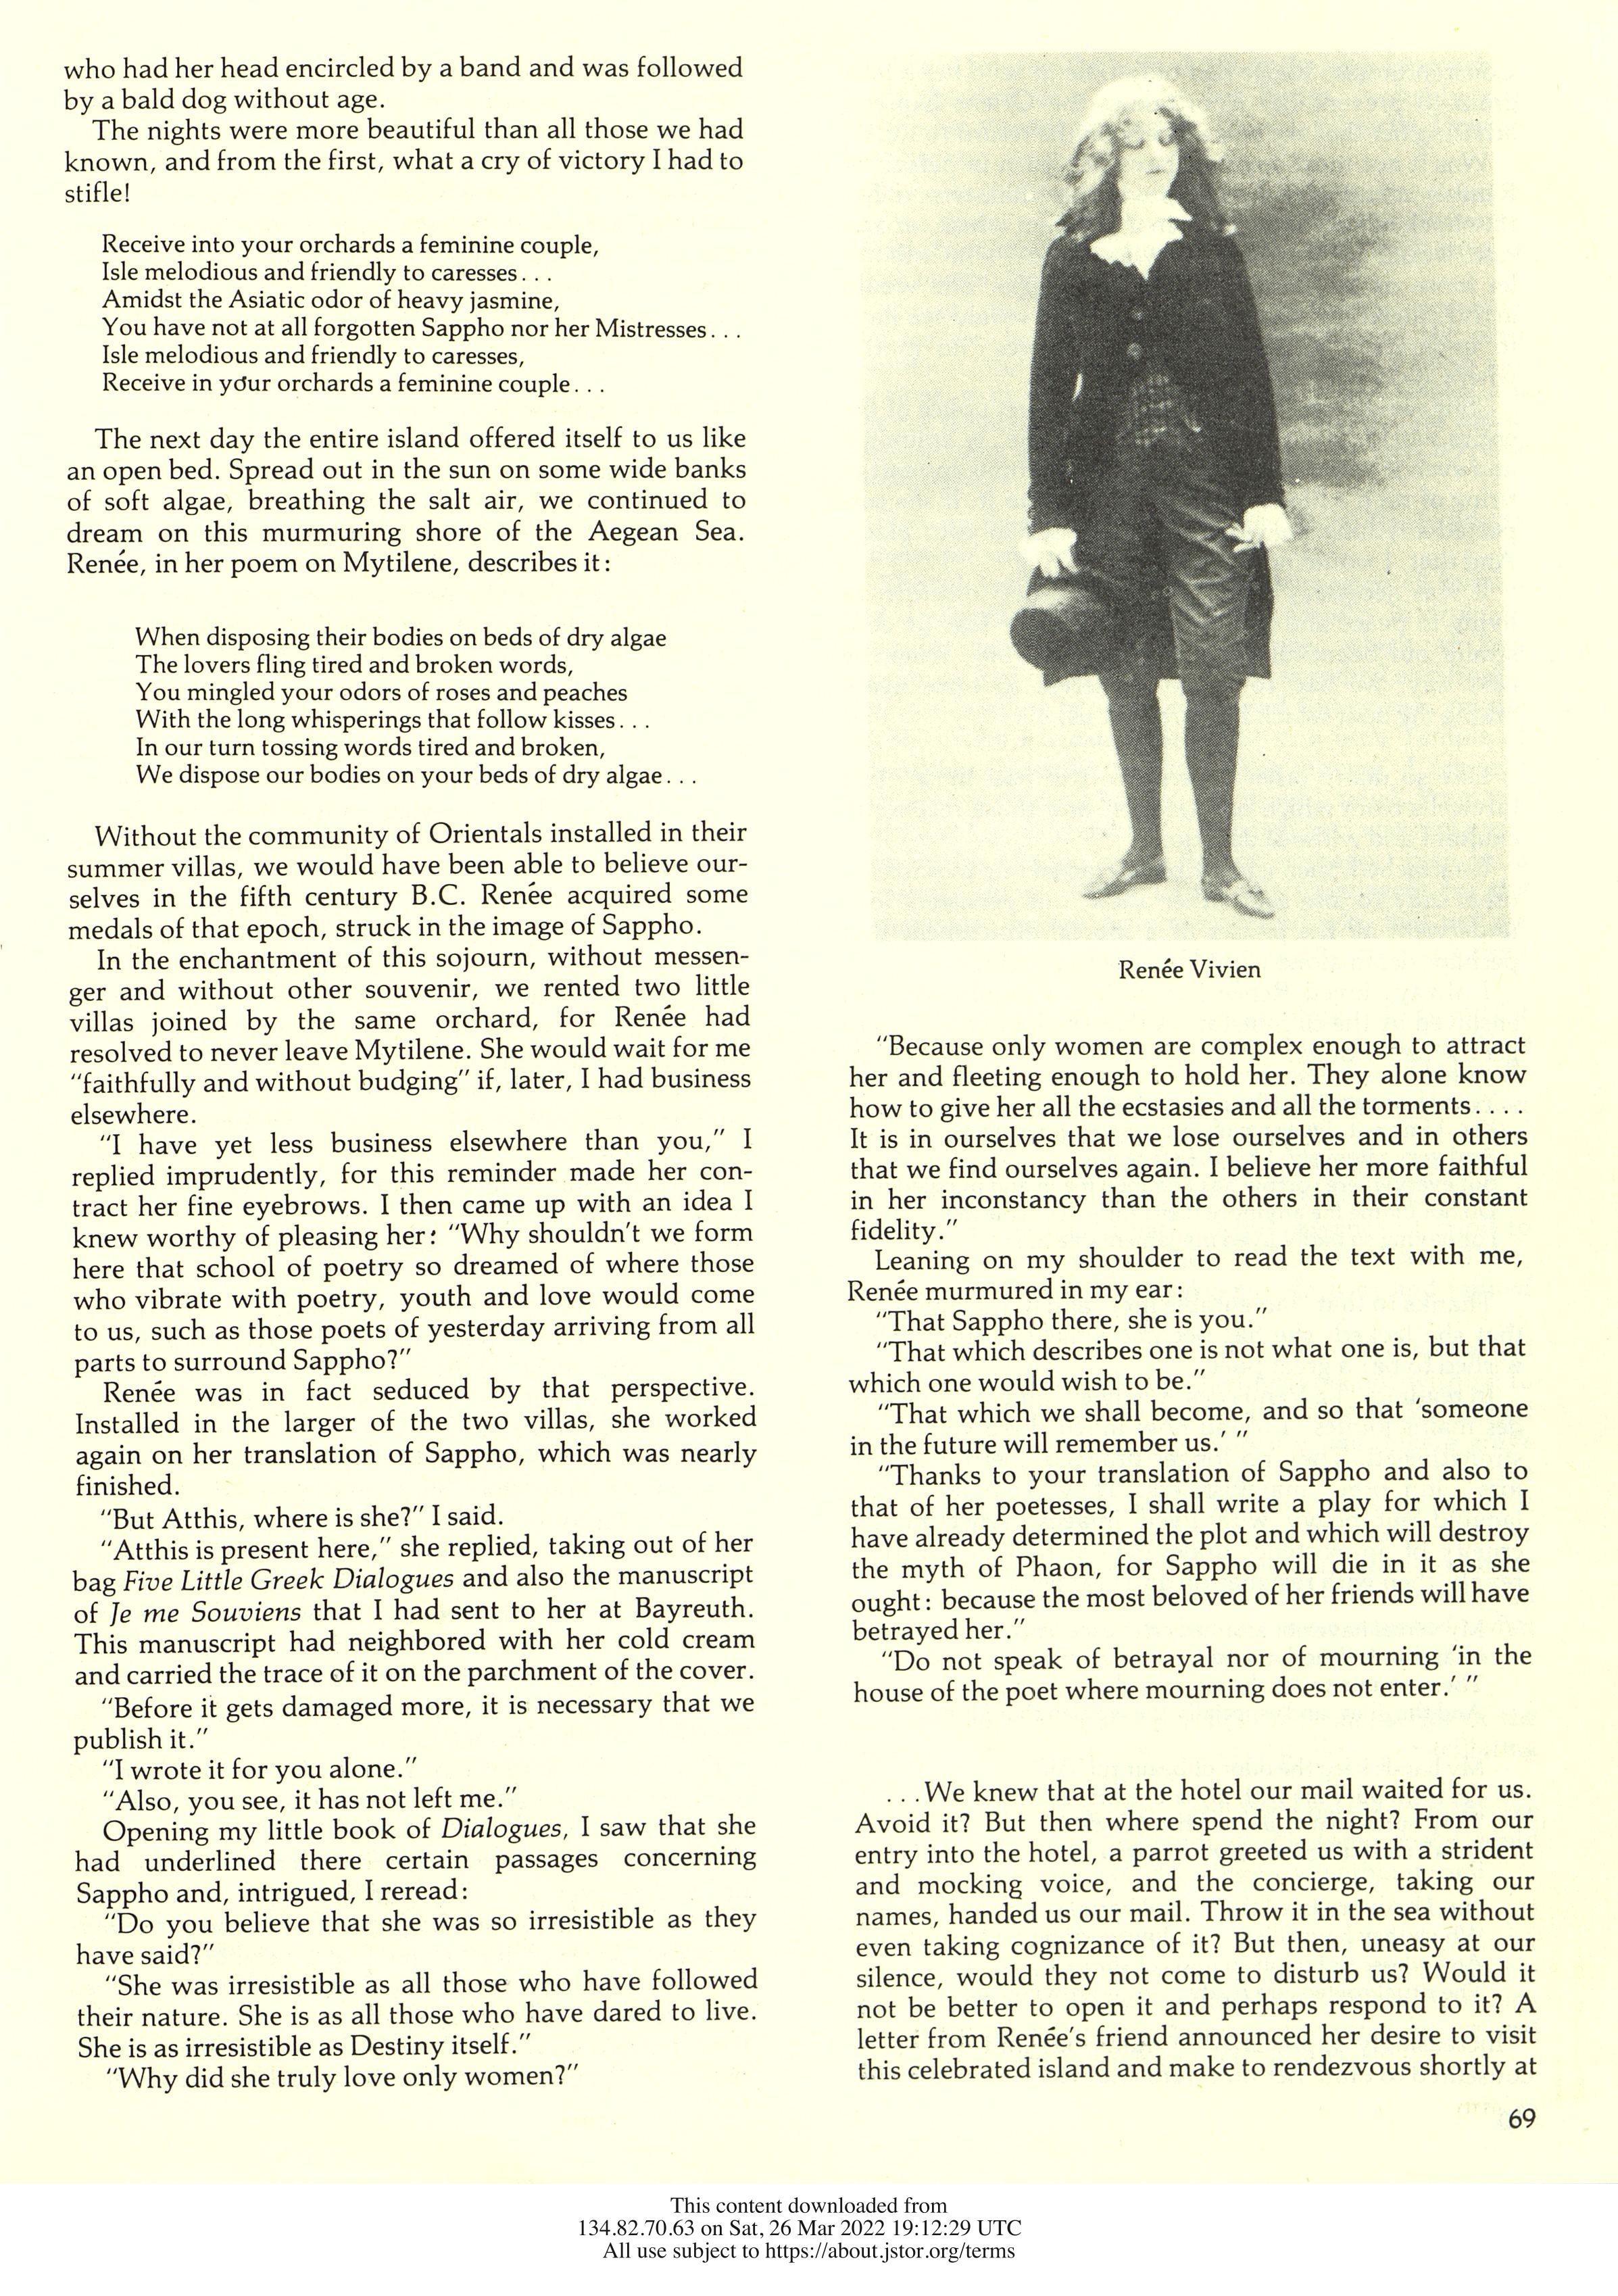 who had her head encircled by a band and was followed
by a bald dog without age.
The nights were more beautiful than all those we had
known, and from the first, what a cry of victory I had to
stifle!
Receive into your orchards a feminine couple,
Isle melodious and friendly to caresses...
Amidst the Asiatic odor of heavy jasmine,
You have not at all forgotten Sappho nor her Mistresses...
Isle melodious and friendly to caresses,
Receive in your orchards a feminine couple...
The next day the entire island offered itself to us like
an open bed. Spread out in the sun on some wide banks
of soft algae, breathing the salt air, we continued to
dream on this murmuring shore of the Aegean Sea.
Renée, in her poem on Mytilene, describes it:
When disposing their bodies on beds of dry algae
The lovers fling tired and broken words,
You mingled your odors of roses and peaches
With the long whisperings that follow kisses...
In our turn tossing words tired and broken,
We dispose our bodies on your beds of dry algae...
Without the community of Orientals installed in their
summer villas, we would have been able to believe our-
selves in the fifth century B.C. Renée acquired some
medals of that epoch, struck in the image of Sappho.
In the enchantment of this sojourn, without messen-
ger and without other souvenir, we rented two little
villas joined by the same orchard, for Renée had
resolved to never leave Mytilene. She would wait for me
"faithfully and without budging" if, later, I had business
elsewhere.
"I have yet less business elsewhere than you," I
replied imprudently, for this reminder made her con-
tract her fine eyebrows. I then came up with an idea I
knew worthy of pleasing her: "Why shouldn't we form
here that school of poetry so dreamed of where those
who vibrate with poetry, youth and love would come
to us, such as those poets of yesterday arriving from all
parts to surround Sappho?"
Renée was in fact seduced by that perspective.
Installed in the larger of the two villas, she worked
again on her translation of Sappho, which was nearly
finished.
"But Atthis, where is she?" I said.
"Atthis is present here," she replied, taking out of her
bag Five Little Greek Dialogues and also the manuscript
of Je me Souviens that I had sent to her at Bayreuth.
This manuscript had neighbored with her cold cream
and carried the trace of it on the parchment of the cover.
"Before it gets damaged more, it is necessary that we
publish it."
"I wrote it for you alone."
"Also, you see, it has not left me."
Opening my little book of Dialogues, I saw that she
had underlined there certain passages concerning
Sappho and, intrigued, I reread:
"Do you believe that she was so irresistible as they
have said?"
"She was irresistible as all those who have followed
their nature. She is as all those who have dared to live.
She is as irresistible as Destiny itself."
"Why did she truly love only women?"
Renée Vivien
"Because only women are complex enough to attract
her and fleeting enough to hold her. They alone know
how to give her all the ecstasies and all the torments....
It is in ourselves that we lose ourselves and in others
that we find ourselves again. I believe her more faithful
in her inconstancy than the others in their constant
fidelity."
Leaning on my shoulder to read the text with me,
Renée murmured in my ear:
"That Sappho there, she is you."
"That which describes one is not what one is, but that
which one would wish to be."
"That which we shall become, and so that 'someone
in the future will remember us.' "
"Thanks to your translation of Sappho and also to
that of her poetesses, I shall write a play for which I
have already determined the plot and which will destroy
the myth of Phaon, for Sappho will die in it as she
ought: because the most beloved of her friends will have
betrayed her."
"Do not speak of betrayal nor of mourning 'in the
house of the poet where mourning does not enter.' "
...We knew that at the hotel our mail waited for us.
Avoid it? But then where spend the night? From our
entry into the hotel, a parrot greeted us with a strident
and mocking voice, and the concierge, taking our
names, handed us our mail. Throw it in the sea without
even taking cognizance of it? But then, uneasy at our
silence, would they not come to disturb us? Would it
not be better to open it and perhaps respond to it? A
letter from Renée's friend announced her desire to visit
this celebrated island and make to rendezvous shortly at
69
This content downloaded from
134.82.70.63 on Sat, 26 Mar 2022 19:12:29 UTC
All use subject to https://about.jstor.org/terms